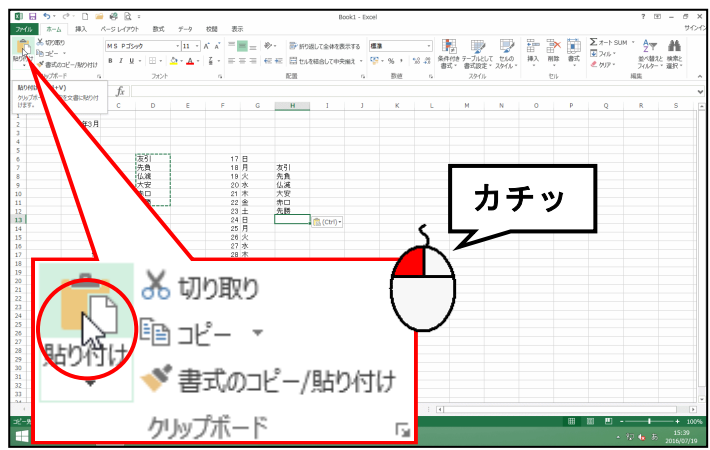 Book1 - Excel
サインイン
ファイル ホーム 挿入 ページ レイアウト 数式 データ 校閲 表示
切り取り
コピー
書式のコピー/貼り付け
ＭＳ Ｐゴシック 11
折り返して全体を表示する
標準
セルを結合して中央揃え
条件付き書式 テーブルとして書式設定 セルのスタイル
挿入 削除 書式
オート SUM
フィル
クリア
並べ替えとフィルター 検索と選択
フォント 配置 数値 スタイル セル 編集
C D E F G H I J K L M N O P Q R S
年3月
友引 17 日
先負 18 月 友引
仏滅 19 火 先負
大安 20 水 仏滅
赤口 21 木 大安
22 金 赤口
23 土 先勝
24 日
(Ctrl)
25 月
26 火
27 水
28 木
カチッ
切り取り
コピー
貼り付け
書式のコピー/貼り付け
クリップボード
100%
15:39
2016/07/19